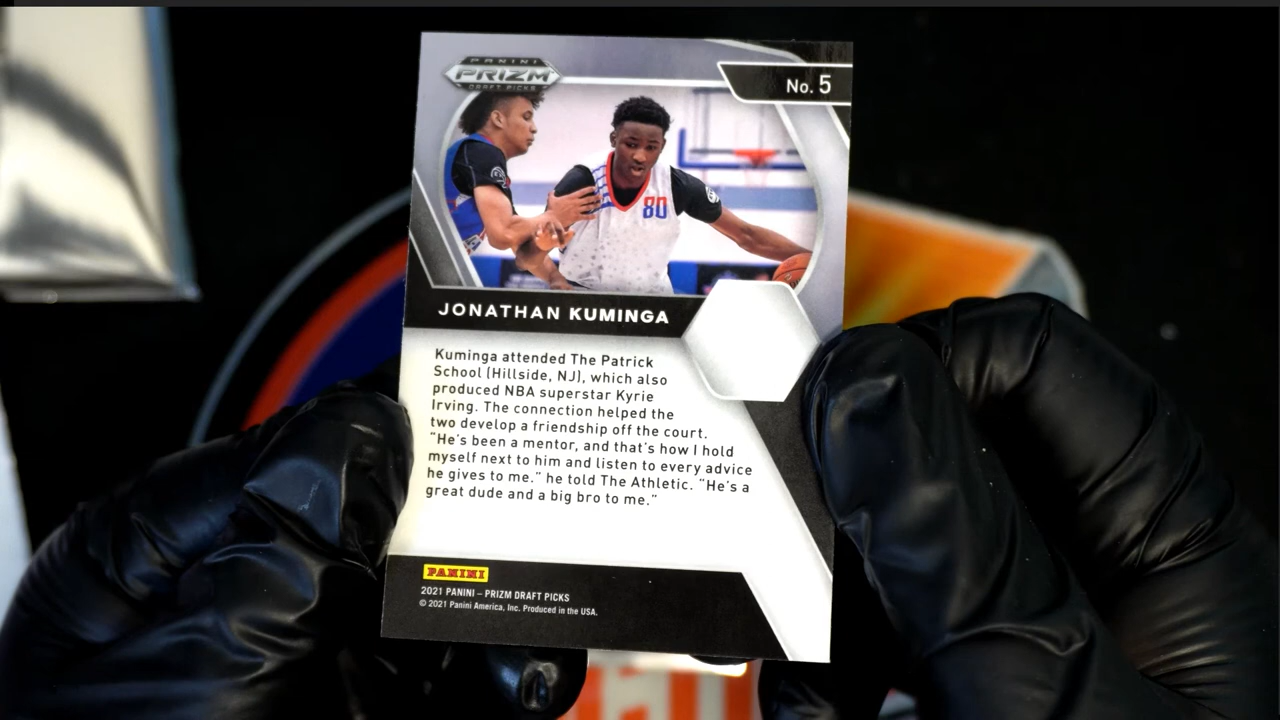 PANINI
PRIZM
DRAFT PICKS
No. 5
80
JONATHAN KUMINGA
Kuminga attended The Patrick
School (Hillside, NJ), which also
produced NBA superstar Kyrie
Irving. The connection helped the
two develop a friendship off the court.
“He’s been a mentor, and that’s how I hold
myself next to him and listen to every advice
he gives to me.” he told The Athletic. “He’s a
great dude and a big bro to me.”
PANINI
2021 PANINI – PRIZM DRAFT PICKS
© 2021 Panini America, Inc. Produced in the USA.